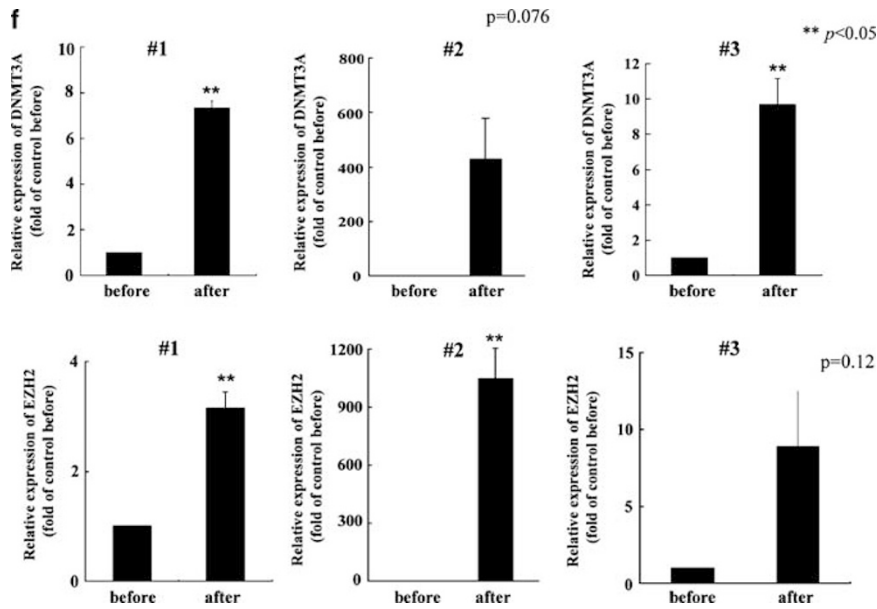 f
p=0.076
** p<0.05
#1
Relative expression of DNMT3A
(fold of control before)
10
8
6
4
2
0
**
before after
#2
Relative expression of DNMT3A
(fold of control before)
800
600
400
200
0
before after
#3
Relative expression of DNMT3A
(fold of control before)
12
10
8
6
4
2
0
**
before after
#1
Relative expression of EZH2
(fold of control before)
4
2
0
**
before after
#2
Relative expression of EZH2
(fold of control before)
1200
900
600
300
0
**
before after
#3
p=0.12
Relative expression of EZH2
(fold of control before)
15
10
5
0
before after